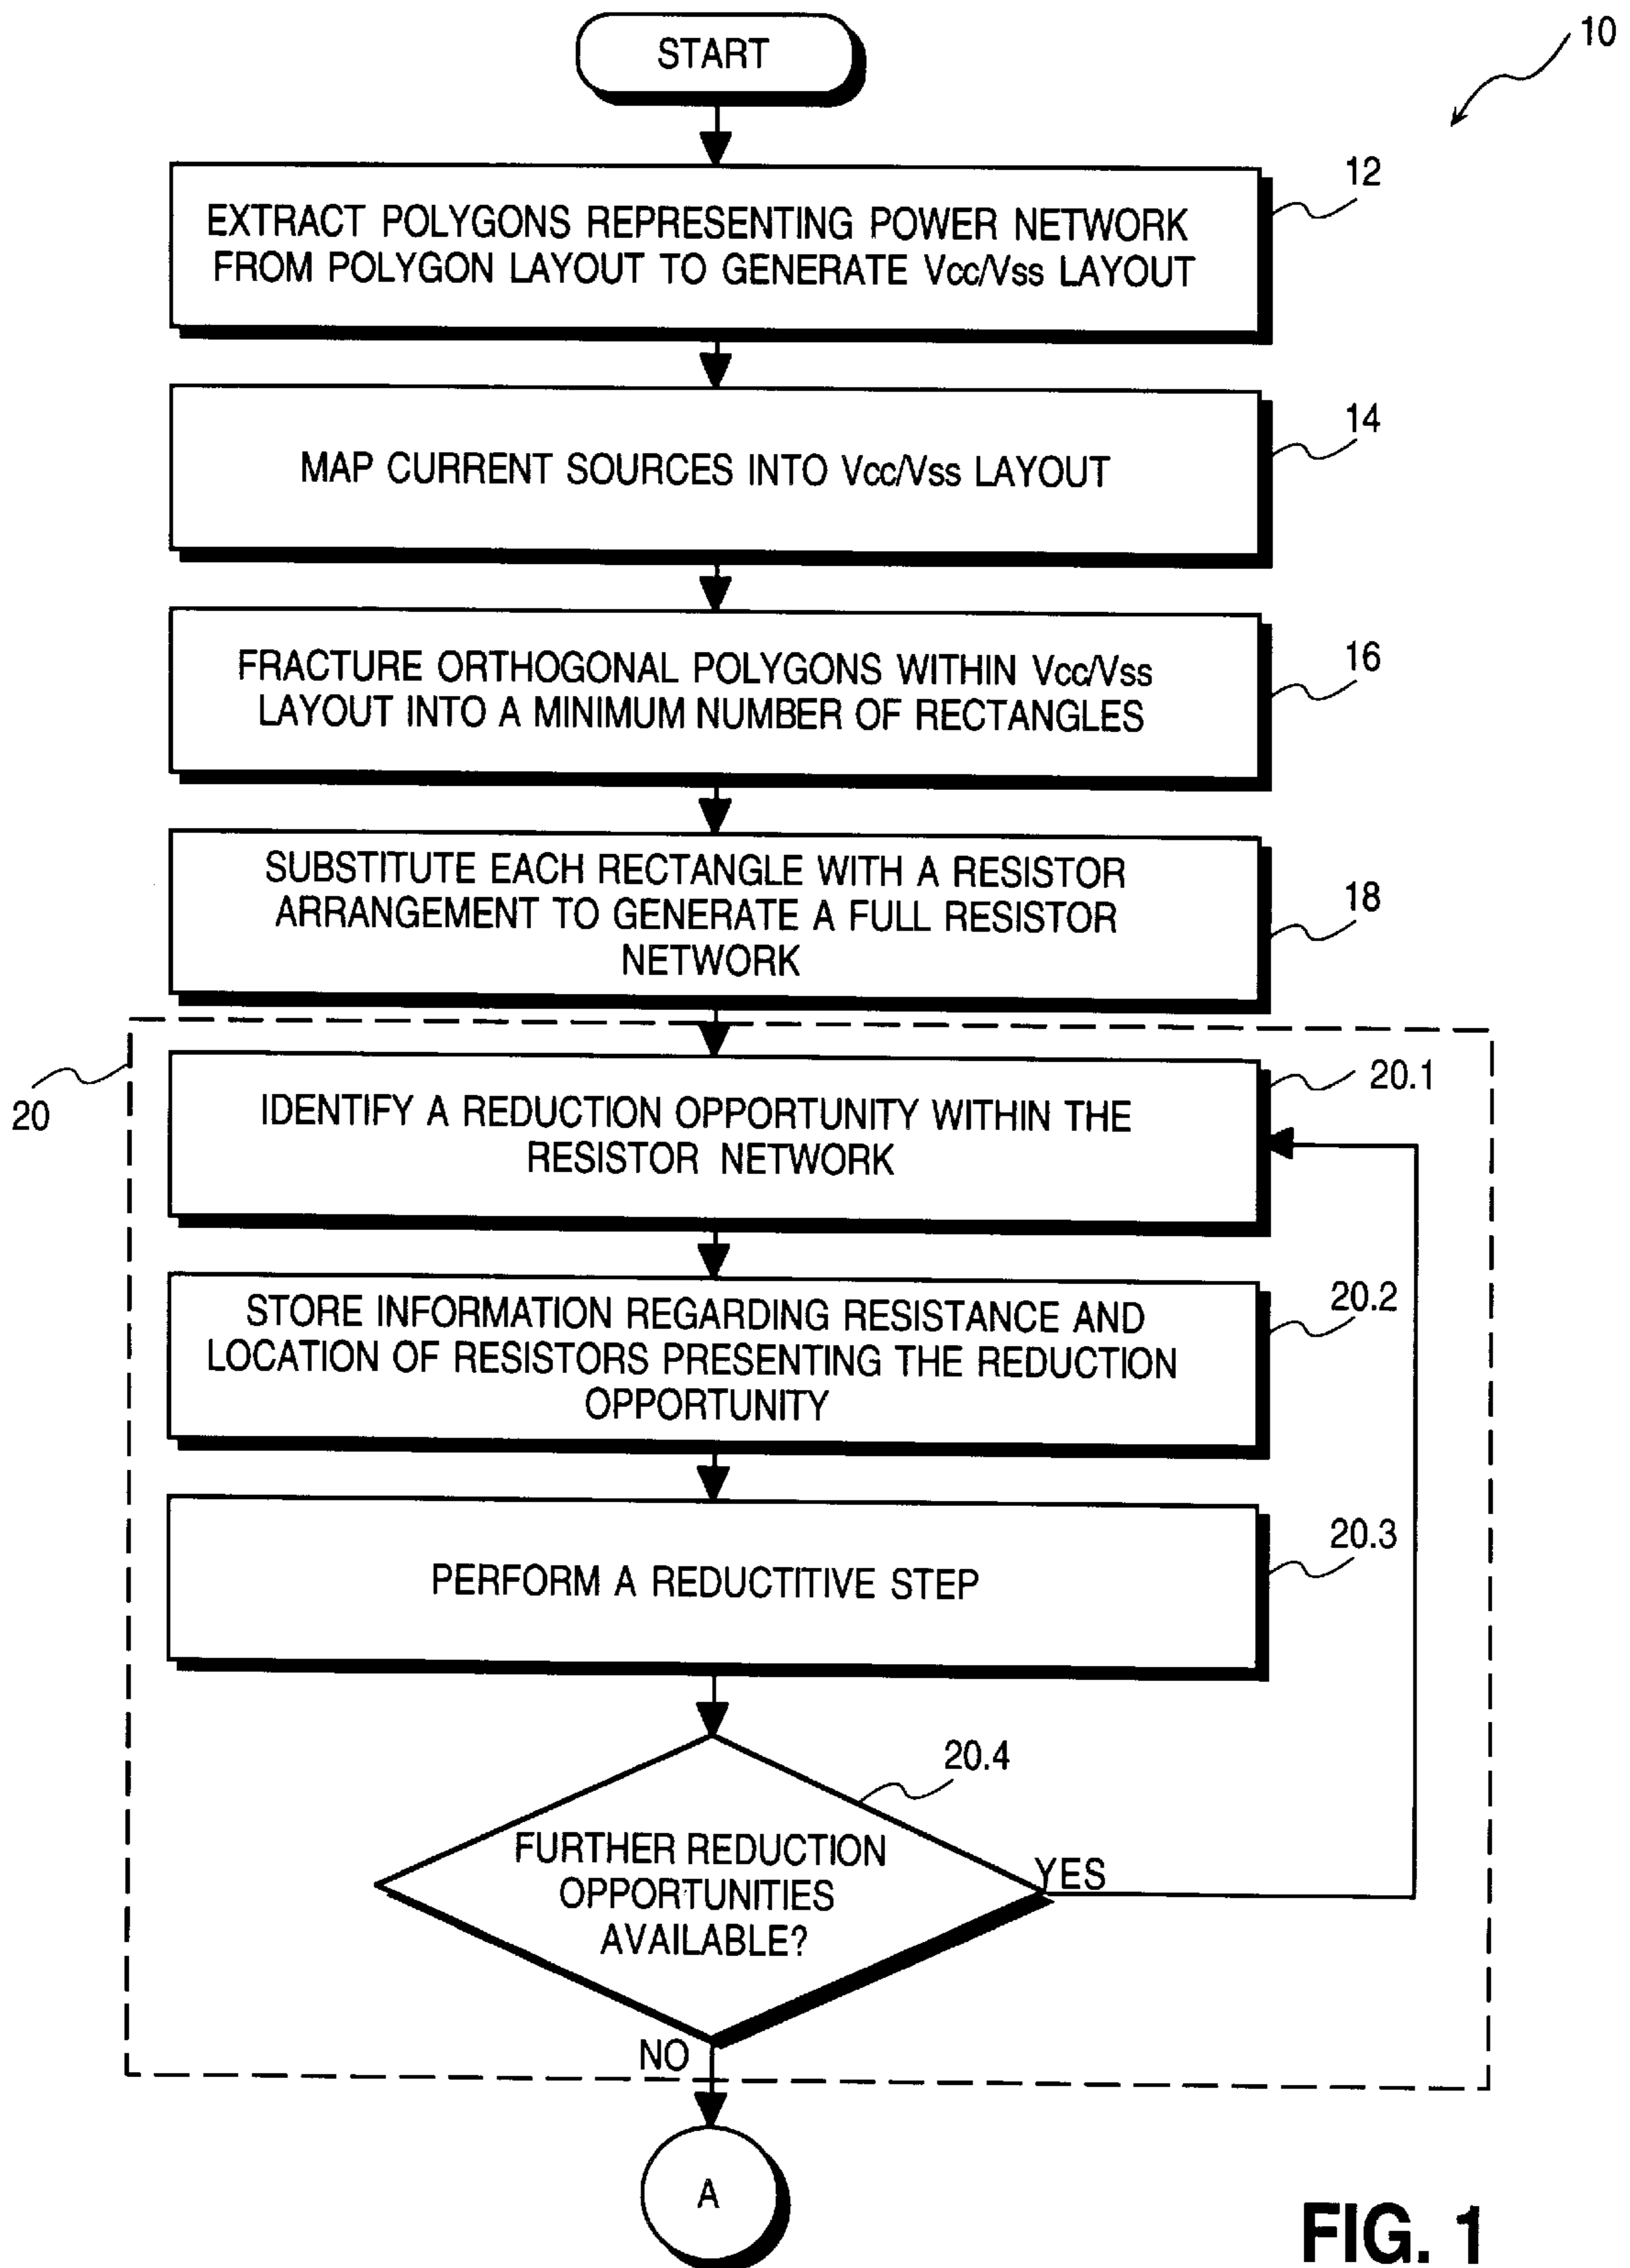 START
10
12
EXTRACT POLYGONS REPRESENTING POWER NETWORK
FROM POLYGON LAYOUT TO GENERATE Vcc/Vss LAYOUT
14
MAP CURRENT SOURCES INTO Vcc/Vss LAYOUT
16
FRACTURE ORTHOGONAL POLYGONS WITHIN Vcc/Vss
LAYOUT INTO A MINIMUM NUMBER OF RECTANGLES
18
SUBSTITUTE EACH RECTANGLE WITH A RESISTOR
ARRANGEMENT TO GENERATE A FULL RESISTOR
NETWORK
20
20.1
IDENTIFY A REDUCTION OPPORTUNITY WITHIN THE
RESISTOR NETWORK
20.2
STORE INFORMATION REGARDING RESISTANCE AND
LOCATION OF RESISTORS PRESENTING THE REDUCTION
OPPORTUNITY
20.3
PERFORM A REDUCTITIVE STEP
20.4
FURTHER REDUCTION
OPPORTUNITIES
AVAILABLE?
YES
NO
A
FIG. 1